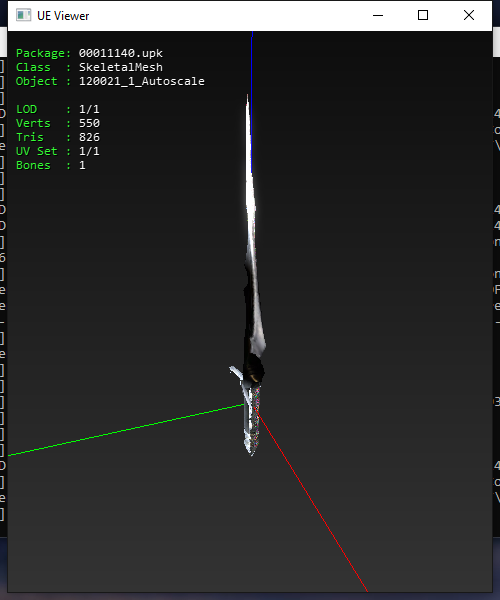 UE Viewer
Package: 00011140.upk
Class : SkeletalMesh
Object : 120021_1_Autoscale
LOD : 1/1
Verts : 550
Tris : 826
UV Set : 1/1
Bones : 1